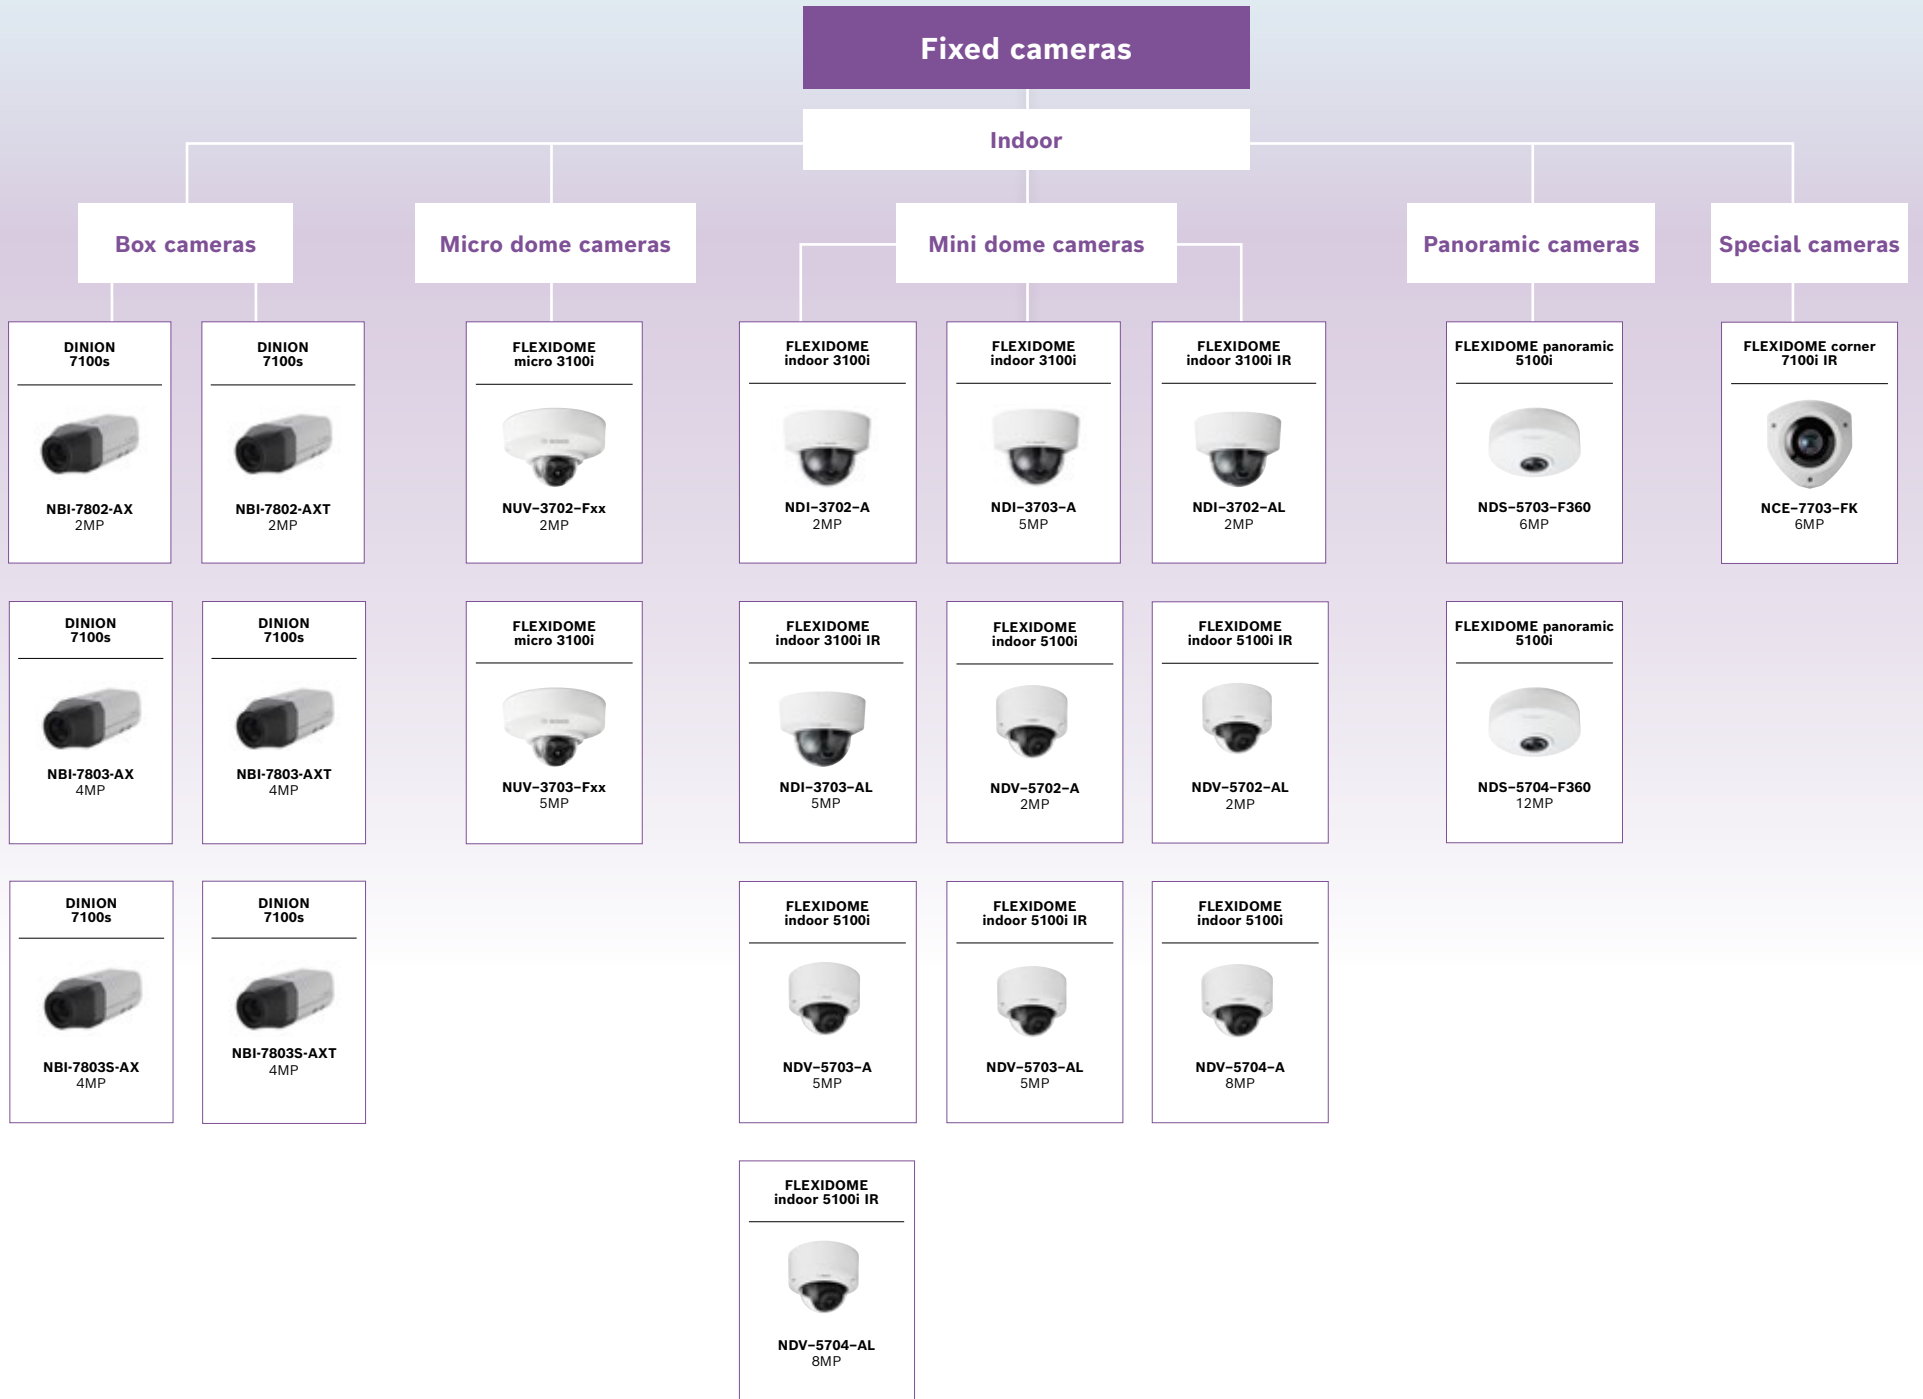 Fixed cameras
Indoor
Box cameras
Micro dome cameras
Mini dome cameras
Panoramic cameras
Special cameras
DINION
7100s
NBI-7802-AX
2MP
DINION
7100s
NBI-7802-AXT
2MP
FLEXIDOME
micro 3100i
NUV–3702–Fxx
2MP
FLEXIDOME
indoor 3100i
NDI–3702–A
2MP
FLEXIDOME
indoor 3100i
NDI–3703–A
5MP
FLEXIDOME
indoor 3100i IR
NDI–3702–AL
2MP
FLEXIDOME panoramic
5100i
NDS–5703–F360
6MP
FLEXIDOME corner
7100i IR
NCE–7703–FK
6MP
DINION
7100s
NBI-7803-AX
4MP
DINION
7100s
NBI-7803-AXT
4MP
FLEXIDOME
micro 3100i
NUV–3703–Fxx
5MP
FLEXIDOME
indoor 3100i IR
NDI–3703–AL
5MP
FLEXIDOME
indoor 5100i
NDV–5702–A
2MP
FLEXIDOME
indoor 5100i IR
NDV–5702–AL
2MP
FLEXIDOME panoramic
5100i
NDS–5704–F360
12MP
DINION
7100s
NBI-7803S-AX
4MP
DINION
7100s
NBI-7803S-AXT
4MP
FLEXIDOME
indoor 5100i
NDV–5703–A
5MP
FLEXIDOME
indoor 5100i IR
NDV–5703–AL
5MP
FLEXIDOME
indoor 5100i
NDV–5704–A
8MP
FLEXIDOME
indoor 5100i IR
NDV–5704–AL
8MP